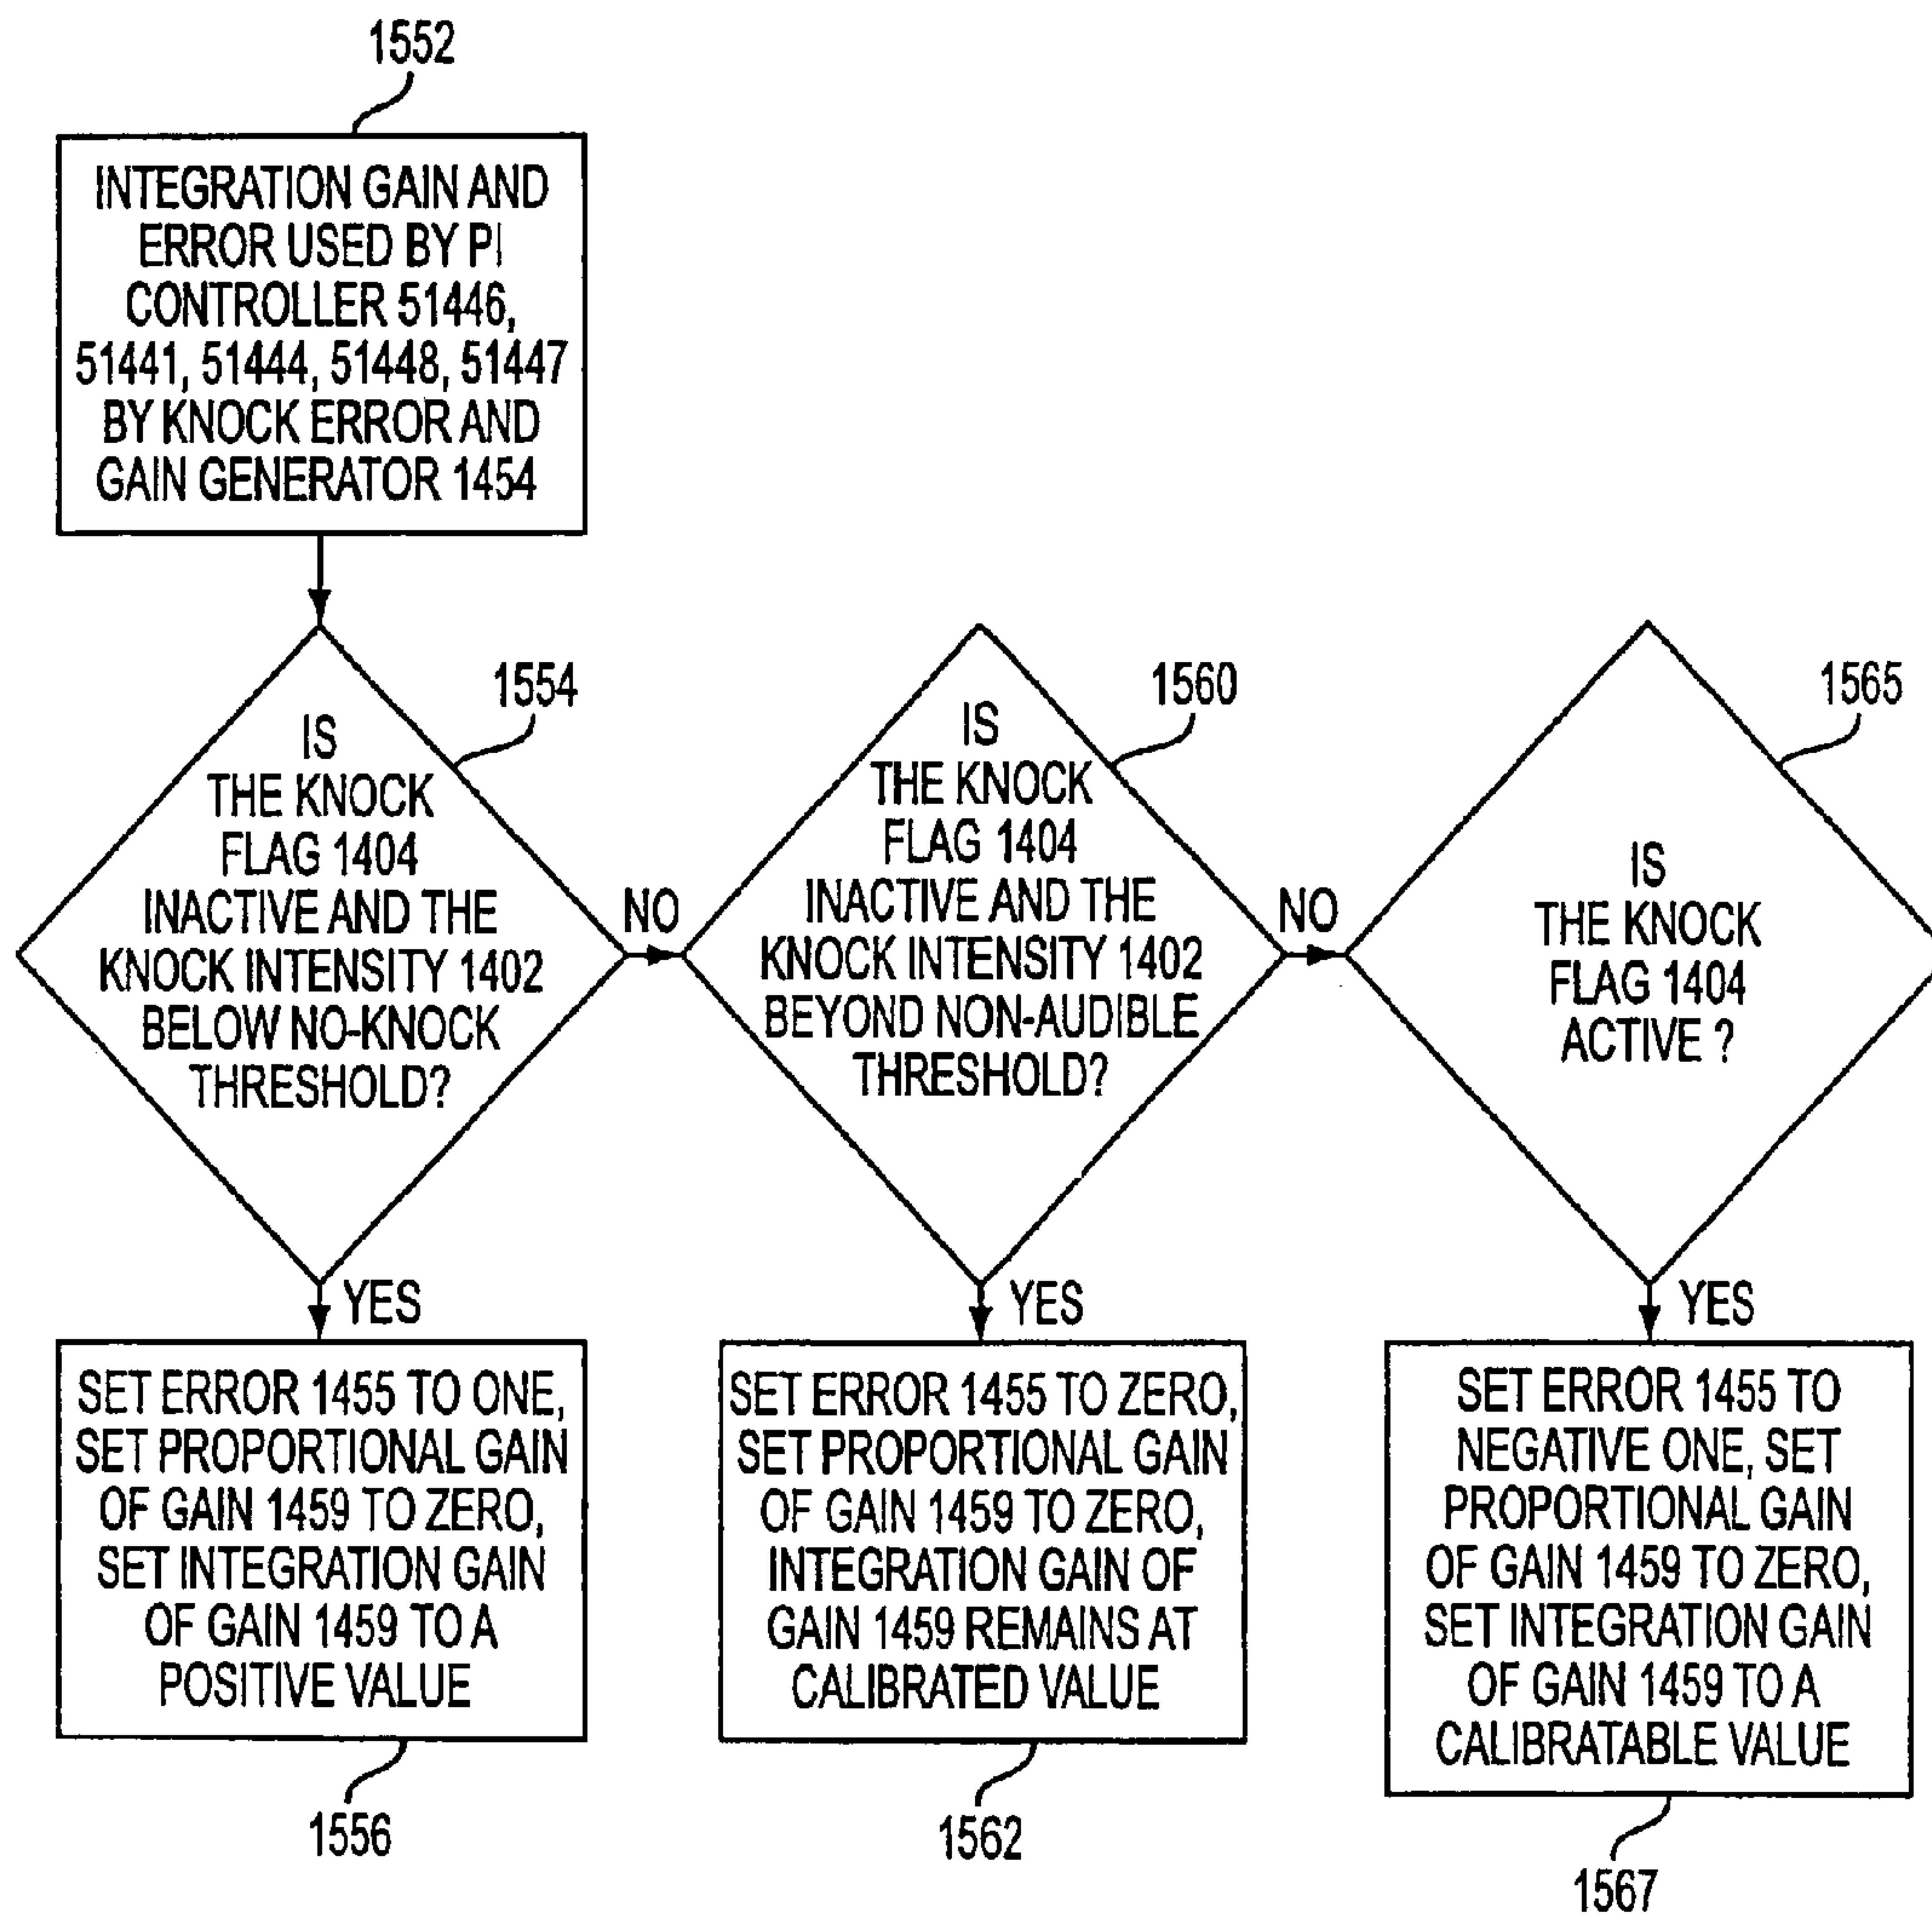 1552
INTEGRATION GAIN AND
ERROR USED BY PI
CONTROLLER 51446,
51441, 51444, 51448, 51447
BY KNOCK ERROR AND
GAIN GENERATOR 1454
1554
IS
THE KNOCK
FLAG 1404
INACTIVE AND THE
KNOCK INTENSITY 1402
BELOW NO-KNOCK
THRESHOLD?
NO
YES
1560
IS
THE KNOCK
FLAG 1404
INACTIVE AND THE
KNOCK INTENSITY 1402
BEYOND NON-AUDIBLE
THRESHOLD?
NO
YES
1565
IS
THE KNOCK
FLAG 1404
ACTIVE ?
YES
SET ERROR 1455 TO ONE,
SET PROPORTIONAL GAIN
OF GAIN 1459 TO ZERO,
SET INTEGRATION GAIN
OF GAIN 1459 TO A
POSITIVE VALUE
1556
SET ERROR 1455 TO ZERO,
SET PROPORTIONAL GAIN
OF GAIN 1459 TO ZERO,
INTEGRATION GAIN OF
GAIN 1459 REMAINS AT
CALIBRATED VALUE
1562
SET ERROR 1455 TO
NEGATIVE ONE, SET
PROPORTIONAL GAIN
OF GAIN 1459 TO ZERO,
SET INTEGRATION GAIN
OF GAIN 1459 TO A
CALIBRATABLE VALUE
1567